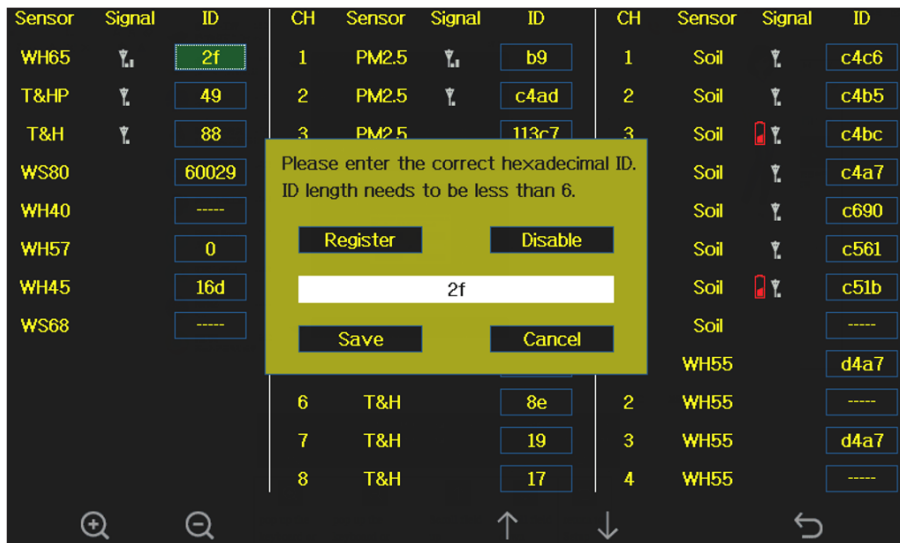 Sensor Signal ID CH Sensor Signal ID CH Sensor Signal ID
WH65 2f 1 PM2.5 b9 1 Soil c4c6
T&HP 49 2 PM2.5 c4ad 2 Soil c4b5
T&H 88 3 PM2.5 113c7 3 Soil c4bc
Please enter the correct hexadecimal ID.
WS80 60029 Soil c4a7
ID length needs to be less than 6.
WH40 ----- Soil c690
Register Disable
WH57 0 Soil c561
WH45 16d 2f Soil c51b
WS68 ----- Save Cancel Soil -----
WH55 d4a7
6 T&H 8e 2 WH55 -----
7 T&H 19 3 WH55 d4a7
8 T&H 17 4 WH55 -----